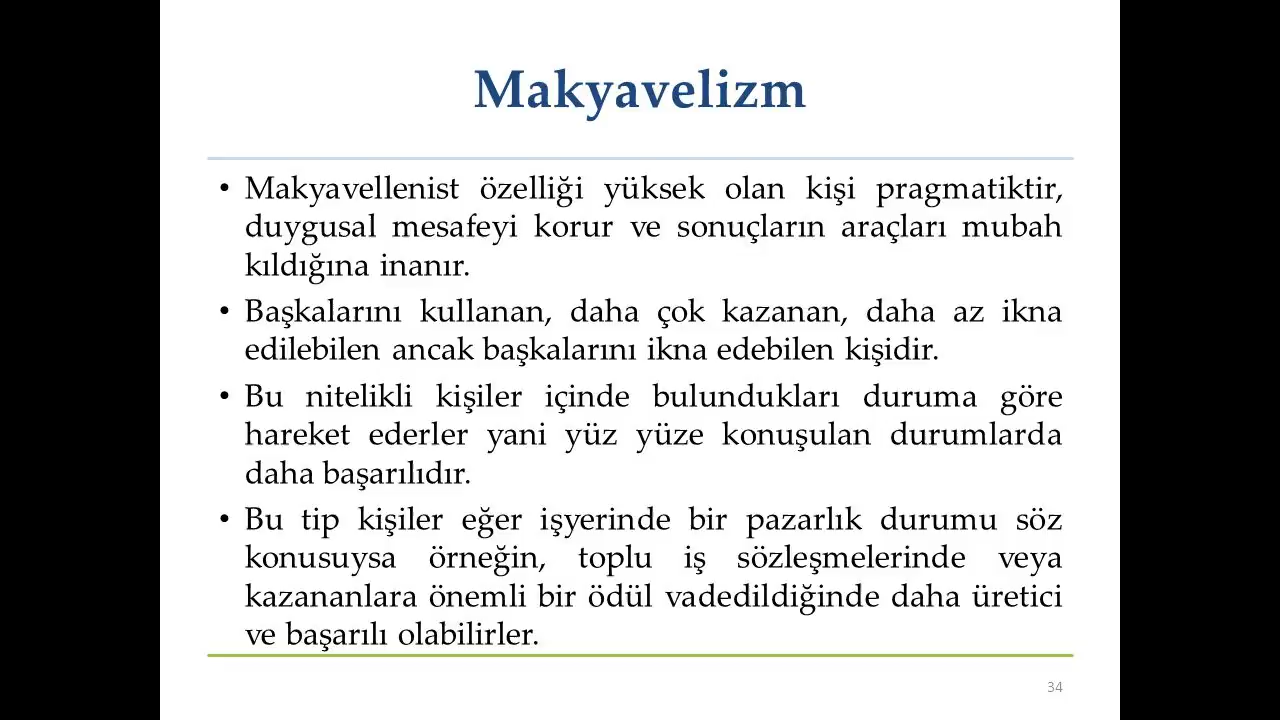 Makyavelizm
• Makyavellenist özelliği yüksek olan kişi pragmatiktir,
duygusal mesafeyi korur ve sonuçların araçları mubah
kıldığına inanır.
• Başkalarını kullanan, daha çok kazanan, daha az ikna
edilebilen ancak başkalarını ikna edebilen kişidir.
• Bu nitelikli kişiler içinde bulundukları duruma göre
hareket ederler yani yüz yüze konuşulan durumlarda
daha başarılıdır.
• Bu tip kişiler eğer işyerinde bir pazarlık durumu söz
konusuysa örneğin, toplu iş sözleşmelerinde veya
kazananlara önemli bir ödül vadedildiğinde daha üretici
ve başarılı olabilirler.
34